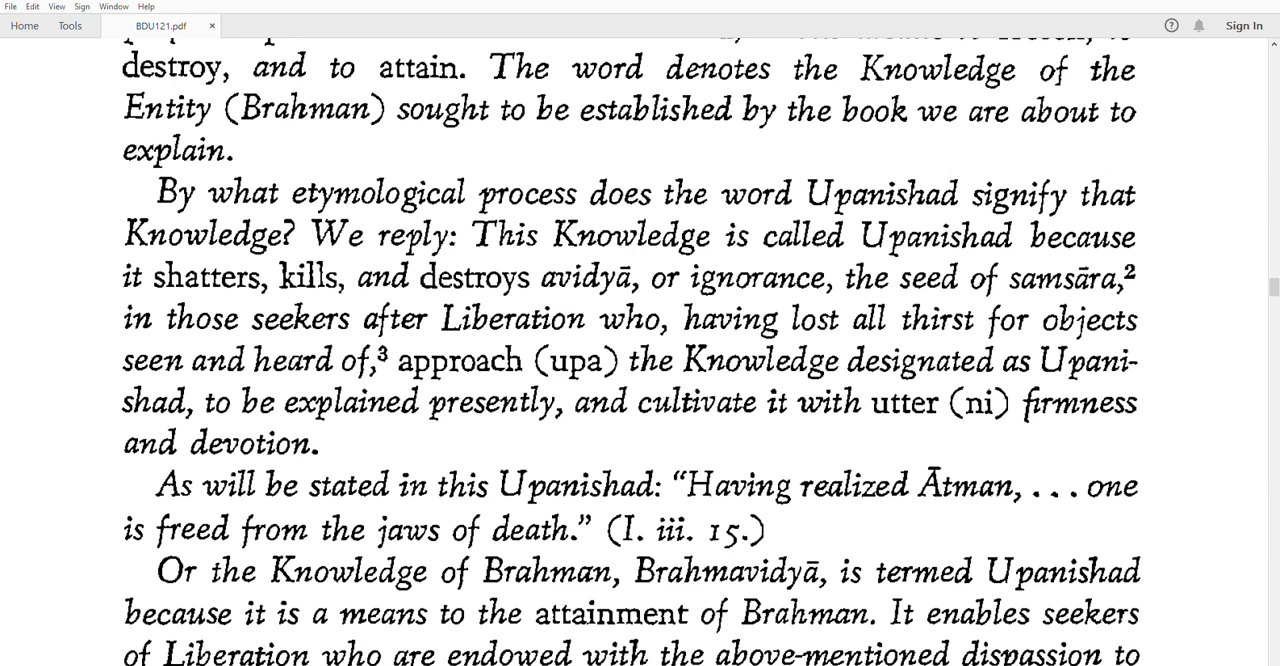 File Edit View Sign Window Help
Home Tools BDU121.pdf × ? Sign In
destroy, and to attain. The word denotes the Knowledge of the
Entity (Brahman) sought to be established by the book we are about to
explain.
By what etymological process does the word Upanishad signify that
Knowledge? We reply: This Knowledge is called Upanishad because
it shatters, kills, and destroys avidyā, or ignorance, the seed of samsāra,²
in those seekers after Liberation who, having lost all thirst for objects
seen and heard of,³ approach (upa) the Knowledge designated as Upani-
shad, to be explained presently, and cultivate it with utter (ni) firmness
and devotion.
As will be stated in this Upanishad: “Having realized Ātman, . . . one
is freed from the jaws of death.” (I. iii. 15.)
Or the Knowledge of Brahman, Brahmavidyā, is termed Upanishad
because it is a means to the attainment of Brahman. It enables seekers
of Liberation who are endowed with the above-mentioned dispassion to